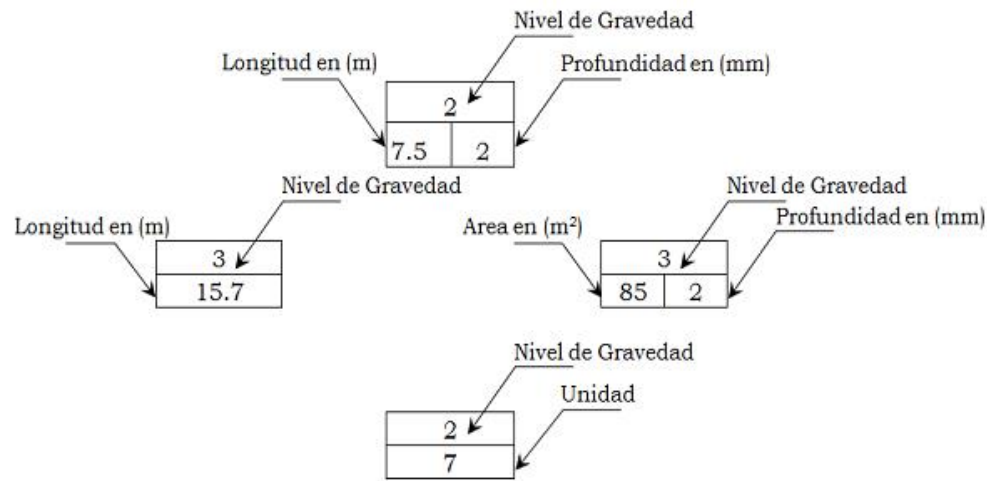 Nivel de Gravedad
Longitud en (m)
Profundidad en (mm)
2
7.5 2
Nivel de Gravedad
Longitud en (m)
3
15.7
Nivel de Gravedad
Area en (m²)
Profundidad en (mm)
3
85 2
Nivel de Gravedad
Unidad
2
7